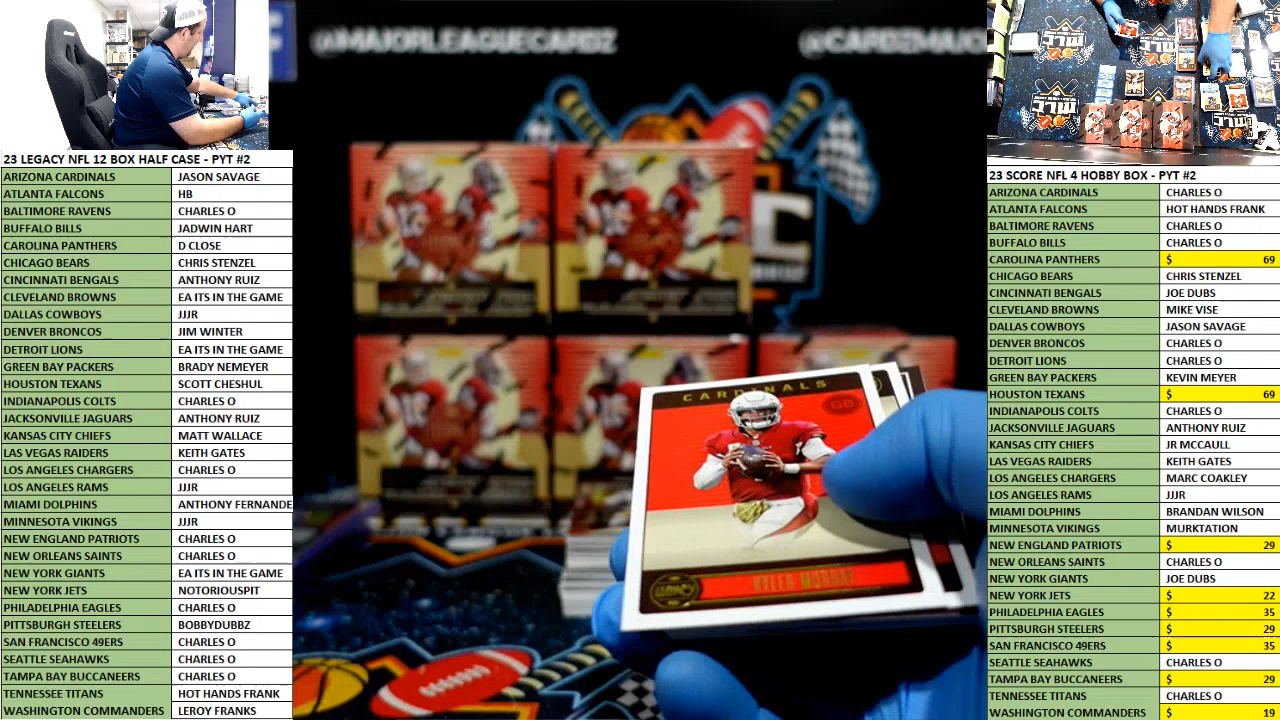 @MAJORLEAGUECARDZ
@CARDZMAJO
23 LEGACY NFL 12 BOX HALF CASE - PYT #2
ARIZONA CARDINALS JASON SAVAGE
ATLANTA FALCONS HB
BALTIMORE RAVENS CHARLES O
BUFFALO BILLS JADWIN HART
CAROLINA PANTHERS D CLOSE
CHICAGO BEARS CHRIS STENZEL
CINCINNATI BENGALS ANTHONY RUIZ
CLEVELAND BROWNS EA ITS IN THE GAME
DALLAS COWBOYS JJJR
DENVER BRONCOS JIM WINTER
DETROIT LIONS EA ITS IN THE GAME
GREEN BAY PACKERS BRADY NEMEYER
HOUSTON TEXANS SCOTT CHESHUL
INDIANAPOLIS COLTS CHARLES O
JACKSONVILLE JAGUARS ANTHONY RUIZ
KANSAS CITY CHIEFS MATT WALLACE
LAS VEGAS RAIDERS KEITH GATES
LOS ANGELES CHARGERS CHARLES O
LOS ANGELES RAMS JJJR
MIAMI DOLPHINS ANTHONY FERNANDE
MINNESOTA VIKINGS JJJR
NEW ENGLAND PATRIOTS CHARLES O
NEW ORLEANS SAINTS CHARLES O
NEW YORK GIANTS EA ITS IN THE GAME
NEW YORK JETS NOTORIOUSPIT
PHILADELPHIA EAGLES CHARLES O
PITTSBURGH STEELERS BOBBYDUBBZ
SAN FRANCISCO 49ERS CHARLES O
SEATTLE SEAHAWKS CHARLES O
TAMPA BAY BUCCANEERS CHARLES O
TENNESSEE TITANS HOT HANDS FRANK
WASHINGTON COMMANDERS LEROY FRANKS
CARDINALS
QB
KYLER MURRAY
LEGACY
23 SCORE NFL 4 HOBBY BOX - PYT #2
ARIZONA CARDINALS CHARLES O
ATLANTA FALCONS HOT HANDS FRANK
BALTIMORE RAVENS CHARLES O
BUFFALO BILLS CHARLES O
CAROLINA PANTHERS $ 69
CHICAGO BEARS CHRIS STENZEL
CINCINNATI BENGALS JOE DUBS
CLEVELAND BROWNS MIKE VISE
DALLAS COWBOYS JASON SAVAGE
DENVER BRONCOS CHARLES O
DETROIT LIONS CHARLES O
GREEN BAY PACKERS KEVIN MEYER
HOUSTON TEXANS $ 69
INDIANAPOLIS COLTS CHARLES O
JACKSONVILLE JAGUARS ANTHONY RUIZ
KANSAS CITY CHIEFS JR MCCAULL
LAS VEGAS RAIDERS KEITH GATES
LOS ANGELES CHARGERS MARC COAKLEY
LOS ANGELES RAMS JJJR
MIAMI DOLPHINS BRANDAN WILSON
MINNESOTA VIKINGS MURKTATION
NEW ENGLAND PATRIOTS $ 29
NEW ORLEANS SAINTS CHARLES O
NEW YORK GIANTS JOE DUBS
NEW YORK JETS $ 22
PHILADELPHIA EAGLES $ 35
PITTSBURGH STEELERS $ 29
SAN FRANCISCO 49ERS $ 35
SEATTLE SEAHAWKS CHARLES O
TAMPA BAY BUCCANEERS $ 29
TENNESSEE TITANS CHARLES O
WASHINGTON COMMANDERS $ 19